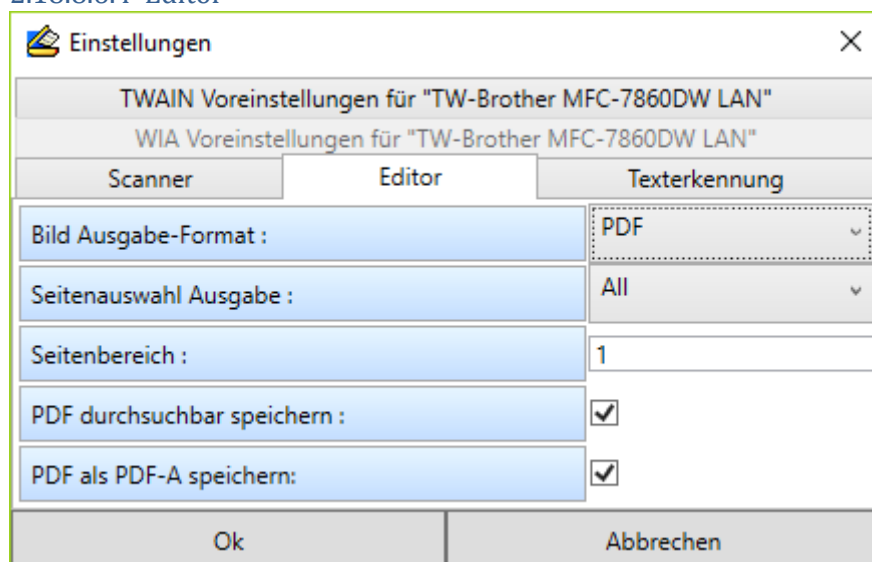 Editor
Einstellungen
TWAIN Voreinstellungen für "TW-Brother MFC-7860DW LAN"
WIA Voreinstellungen für "TW-Brother MFC-7860DW LAN"
Scanner Editor Texterkennung
Bild Ausgabe-Format : PDF
Seitenauswahl Ausgabe : All
Seitenbereich : 1
PDF durchsuchbar speichern :
PDF als PDF-A speichern:
Ok Abbrechen